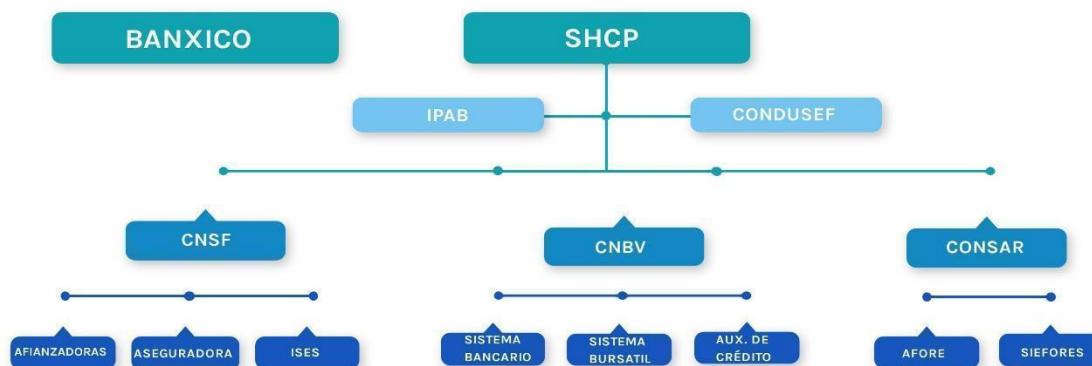 BANXICO
SHCP
IPAB
CONDUSEF
CNSF
CNBV
CONSAR
AFIANZADORAS
ASEGURADORA
ISES
SISTEMA
BANCARIO
SISTEMA
BURSATIL
AUX. DE
CRÉDITO
AFORE
SIEFORES